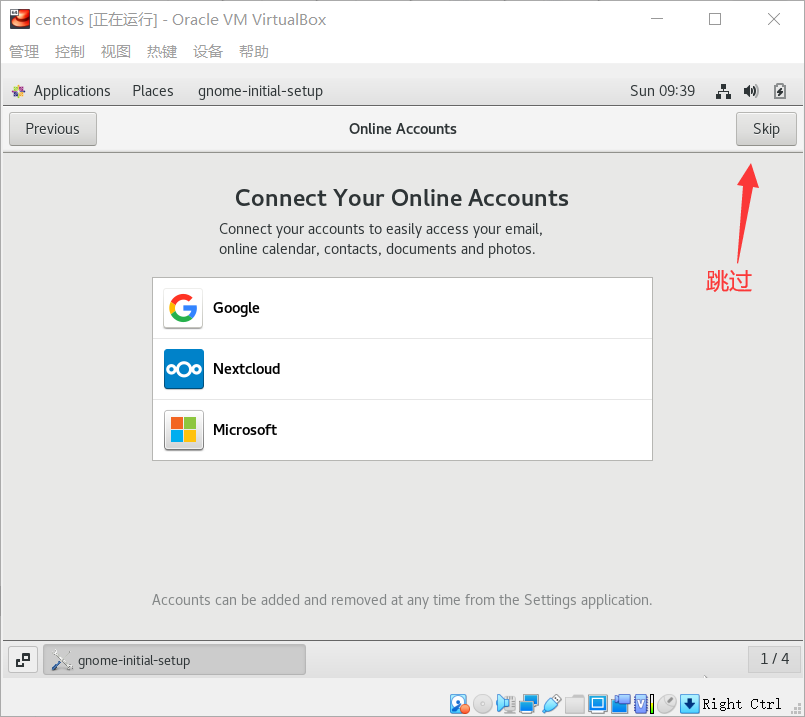 centos [正在运行] - Oracle VM VirtualBox
管理 控制 视图 热键 设备 帮助
Applications Places gnome-initial-setup Sun 09:39
Previous Online Accounts Skip
Connect Your Online Accounts
Connect your accounts to easily access your email,
online calendar, contacts, documents and photos.
跳过
Google
Nextcloud
Microsoft
Accounts can be added and removed at any time from the Settings application.
gnome-initial-setup 1 / 4
Right Ctrl